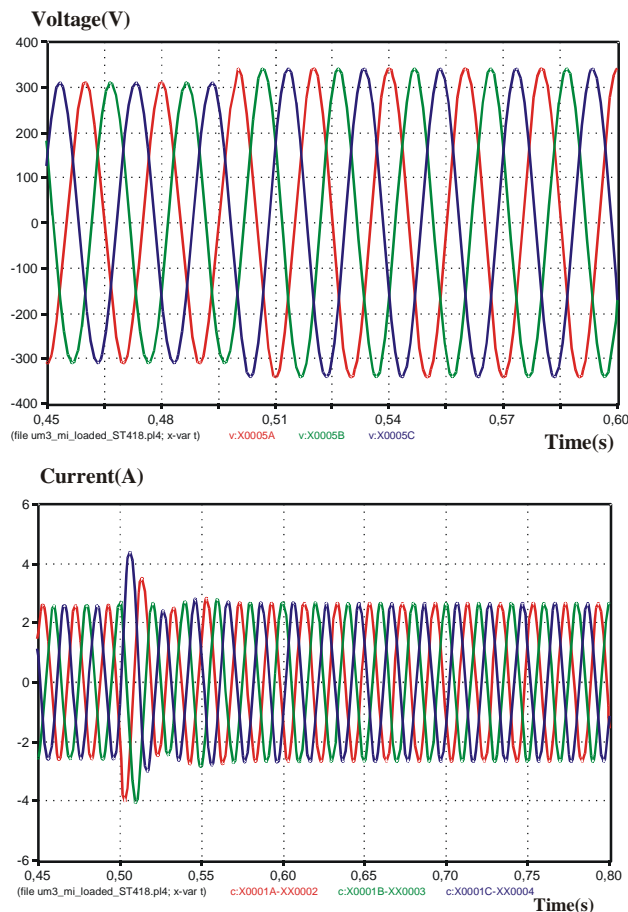 Voltage(V)
400
300
200
100
0
-100
-200
-300
-400
0,45 0,48 0,51 0,54 0,57 0,60
(file um3_mi_loaded_ST418.pl4; x-var t) v:X0005A v:X0005B v:X0005C
Time(s)
Current(A)
6
4
2
0
-2
-4
-6
0,45 0,50 0,55 0,60 0,65 0,70 0,75 0,80
(file um3_mi_loaded_ST418.pl4; x-var t) c:X0001A-XX0002 c:X0001B-XX0003 c:X0001C-XX0004
Time(s)